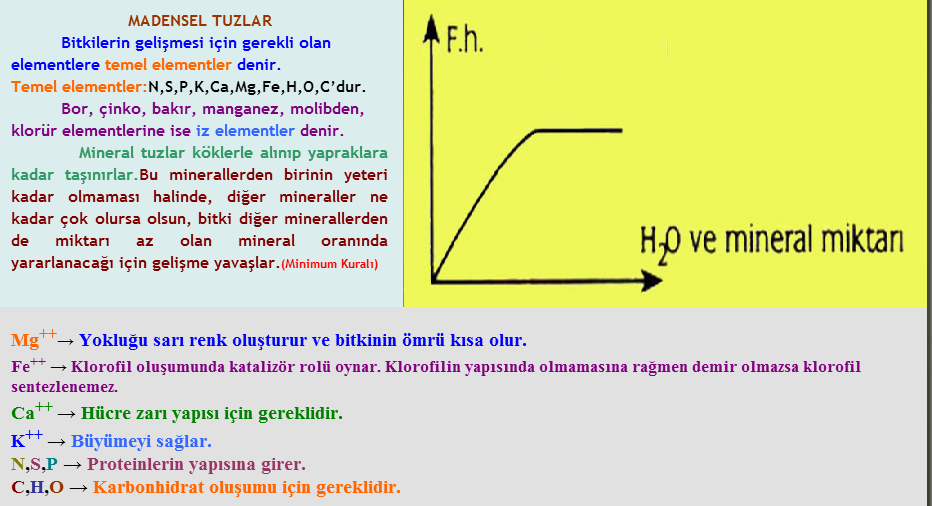 MADENSEL TUZLAR
Bitkilerin gelişmesi için gerekli olan
elementlere temel elementler denir.
Temel elementler:N,S,P,K,Ca,Mg,Fe,H,O,C’dur.
Bor, çinko, bakır, manganez, molibden,
klorür elementlerine ise iz elementler denir.
Mineral tuzlar köklerle alınıp yapraklara
kadar taşınırlar.Bu minerallerden birinin yeteri
kadar olmaması halinde, diğer mineraller ne
kadar çok olursa olsun, bitki diğer minerallerden
de miktarı az olan mineral oranında
yararlanacağı için gelişme yavaşlar.(Minimum Kuralı)
F.h.
H₂O ve mineral miktarı
Mg⁺⁺→ Yokluğu sarı renk oluşturur ve bitkinin ömrü kısa olur.
Fe⁺⁺ → Klorofil oluşumunda katalizör rolü oynar. Klorofilin yapısında olmamasına rağmen demir olmazsa klorofil
sentezlenemez.
Ca⁺⁺ → Hücre zarı yapısı için gereklidir.
K⁺⁺ → Büyümeyi sağlar.
N,S,P → Proteinlerin yapısına girer.
C,H,O → Karbonhidrat oluşumu için gereklidir.